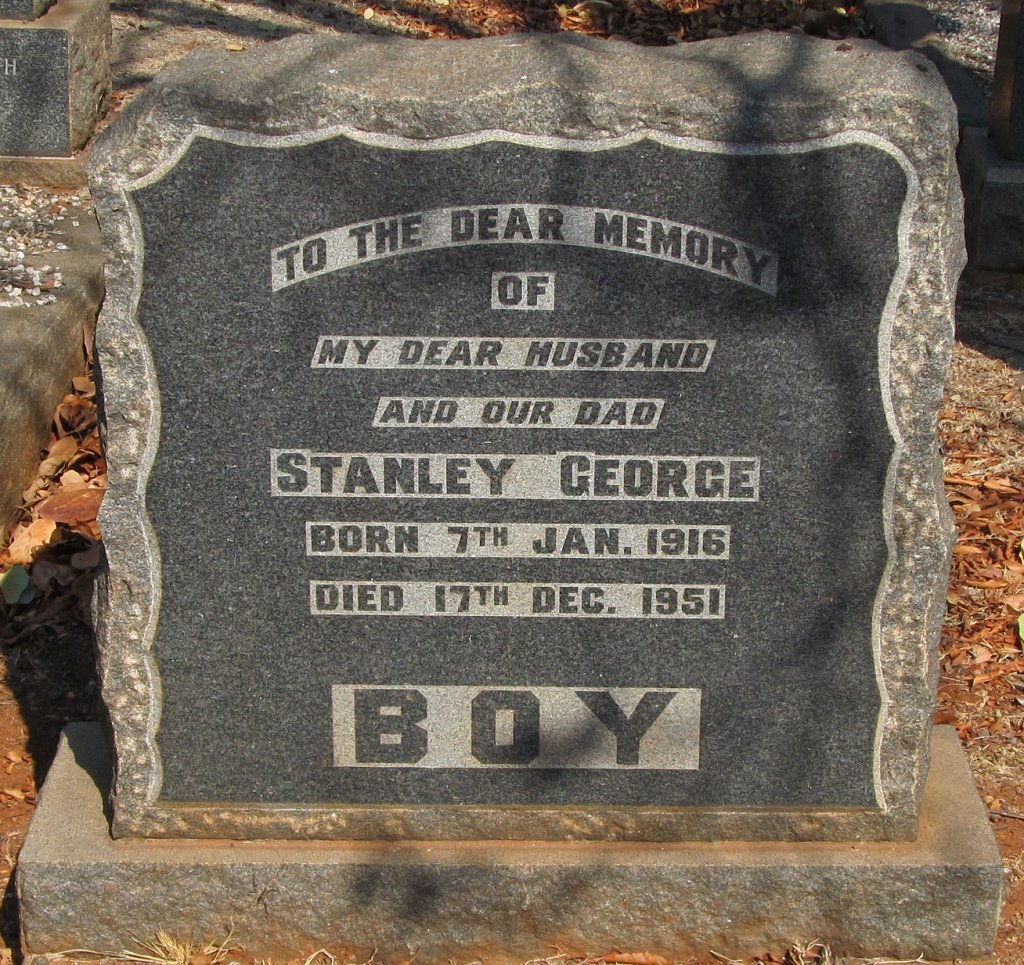 TO THE DEAR MEMORY
OF
MY DEAR HUSBAND
AND OUR DAD
STANLEY GEORGE
BORN 7TH JAN. 1916
DIED 17TH DEC. 1951
BOY